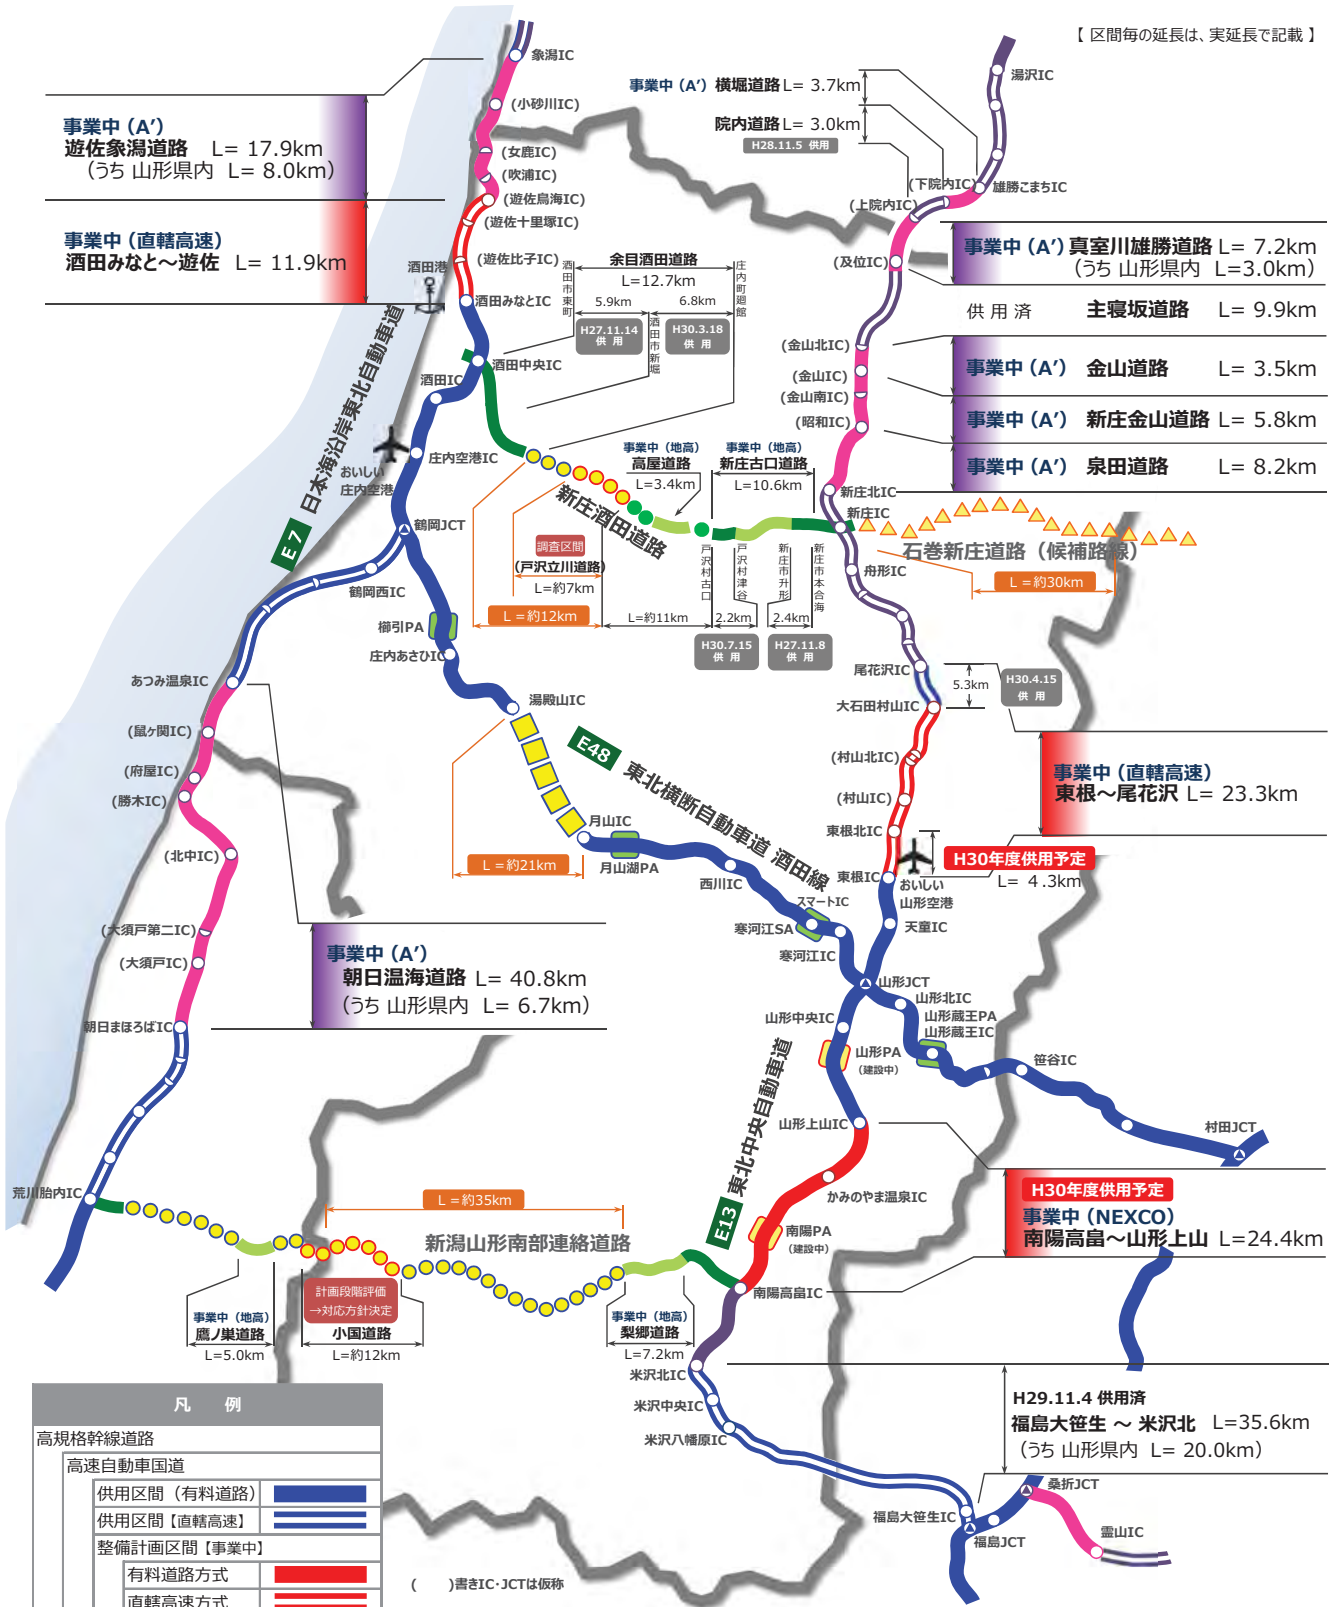 【 区間毎の延長は、実延長で記載 】
象潟IC
(小砂川IC)
(女鹿IC)
(吹浦IC)
(遊佐鳥海IC)
(遊佐十里塚IC)
(遊佐比子IC)
酒田みなとIC
事業中（A’）
遊佐象潟道路 L= 17.9km
（うち 山形県内 L= 8.0km）
事業中（直轄高速）
酒田みなと～遊佐 L= 11.9km
酒田港
事業中（A’）横堀道路 L= 3.7km
院内道路 L= 3.0km
H28.11.5 供用
湯沢IC
(下院内IC)
雄勝こまちIC
(上院内IC)
(及位IC)
(金山北IC)
(金山IC)
(金山南IC)
(昭和IC)
新庄北IC
新庄IC
事業中（A’）真室川雄勝道路 L= 7.2km
（うち 山形県内 L=3.0km）
供用済 主寝坂道路 L= 9.9km
事業中（A’） 金山道路 L= 3.5km
事業中（A’） 新庄金山道路 L= 5.8km
事業中（A’） 泉田道路 L= 8.2km
余目酒田道路
L=12.7km
5.9km
6.8km
酒田市東町
H27.11.14
供用
酒田市新堀
H30.3.18
供用
庄内町廻館
酒田中央IC
酒田IC
庄内空港IC
おいしい
庄内空港
E7 日本海沿岸東北自動車道
鶴岡JCT
鶴岡西IC
櫛引PA
庄内あさひIC
あつみ温泉IC
湯殿山IC
事業中（地高）
高屋道路
L=3.4km
事業中（地高）
新庄古口道路
L=10.6km
新庄酒田道路
調査区間
(戸沢立川道路)
L=約7km
L =約12km
L=約11km
戸沢村古口
戸沢村津谷
新庄市升形
新庄市本合海
2.2km
2.4km
H30.7.15
供用
H27.11.8
供用
石巻新庄道路（候補路線）
L =約30km
舟形IC
尾花沢IC
5.3km
H30.4.15
供用
大石田村山IC
(村山北IC)
(村山IC)
東根北IC
東根IC
事業中（直轄高速）
東根～尾花沢 L= 23.3km
H30年度供用予定
L= 4.3km
おいしい
山形空港
天童IC
(鼠ヶ関IC)
(府屋IC)
(勝木IC)
(北中IC)
(大須戸第二IC)
(大須戸IC)
朝日まほろばIC
E48 東北横断自動車道 酒田線
月山IC
L =約21km
月山湖PA
西川IC
スマートIC
寒河江SA
寒河江IC
山形JCT
山形北IC
山形中央IC
山形蔵王PA
山形蔵王IC
山形PA
(建設中)
笹谷IC
村田JCT
事業中（A’）
朝日温海道路 L= 40.8km
（うち 山形県内 L= 6.7km）
E13 東北中央自動車道
山形上山IC
かみのやま温泉IC
南陽PA
(建設中)
南陽高畠IC
H30年度供用予定
事業中（NEXCO）
南陽高畠～山形上山 L=24.4km
荒川胎内IC
L =約35km
新潟山形南部連絡道路
計画段階評価
→対応方針決定
事業中（地高）
鷹ノ巣道路
L=5.0km
小国道路
L=約12km
事業中（地高）
梨郷道路
L=7.2km
米沢北IC
米沢中央IC
米沢八幡原IC
H29.11.4 供用済
福島大笹生 ～ 米沢北 L=35.6km
（うち 山形県内 L= 20.0km）
福島大笹生IC
福島JCT
桑折JCT
霊山IC
凡 例
高規格幹線道路
高速自動車国道
供用区間（有料道路）
供用区間【直轄高速】
整備計画区間【事業中】
有料道路方式
直轄高速方式
( )書きIC・JCTは仮称